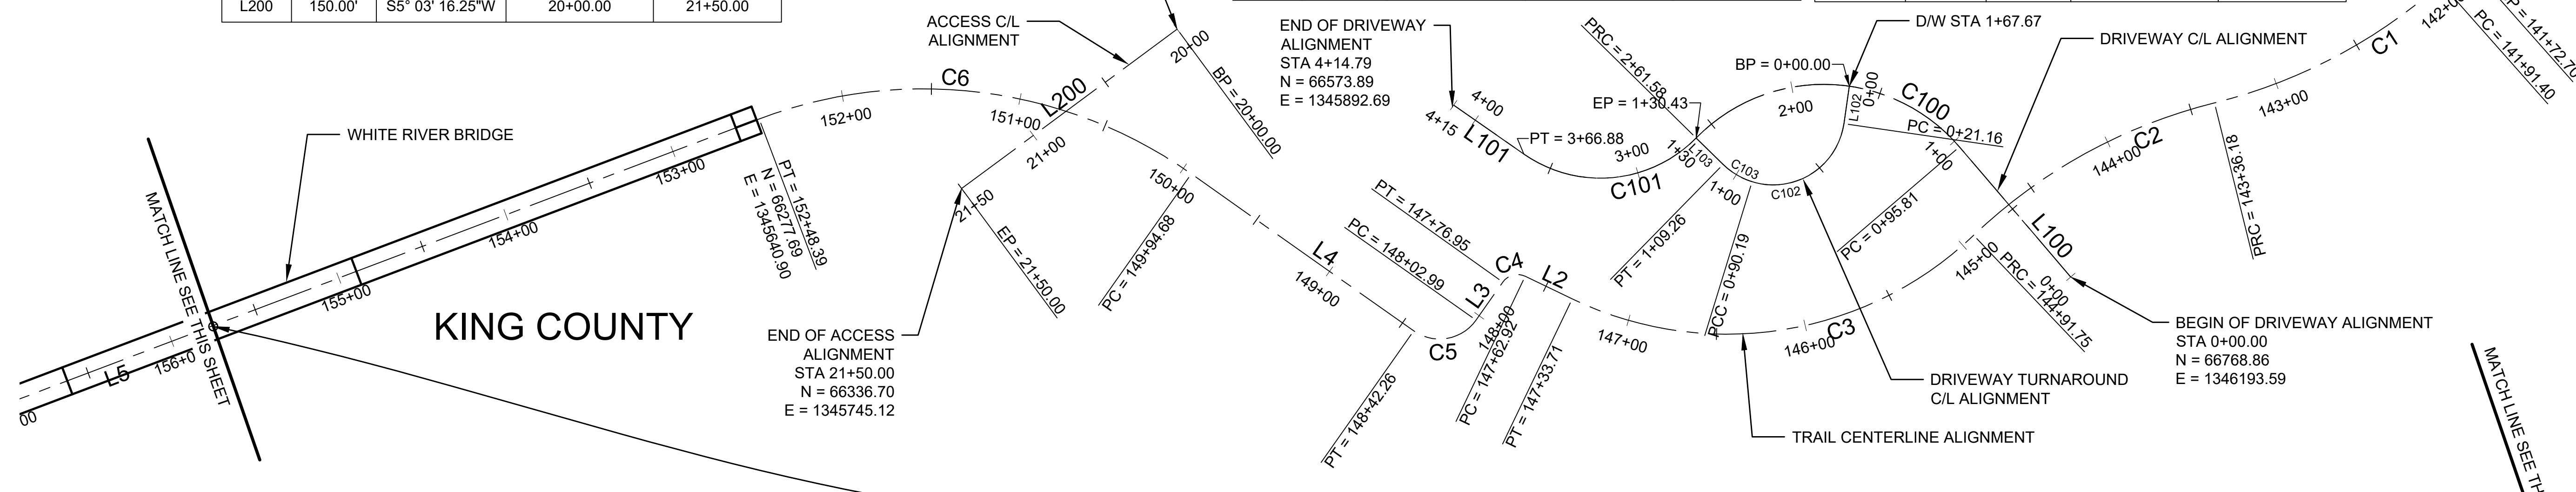 L200 150.00' S5° 03' 16.25"W 20+00.00 21+50.00
ACCESS C/L
ALIGNMENT
END OF DRIVEWAY
ALIGNMENT
STA 4+14.79
N = 66573.89
E = 1345892.69
D/W STA 1+67.67
DRIVEWAY C/L ALIGNMENT
WHITE RIVER BRIDGE
MATCH LINE SEE THIS SHEET
KING COUNTY
L5
156+0
155+00
154+00
153+00
00
PT = 152+48.39
N = 66277.69
E = 1345640.90
152+00
C6
151+00
L200
20+00
BP = 20+00.00
21+00
21+50
EP = 21+50.00
150+00
PC = 149+94.68
END OF ACCESS
ALIGNMENT
STA 21+50.00
N = 66336.70
E = 1345745.12
L4
149+00
PT = 147+76.95
PC = 148+02.99
C4
L2
L3
148+00
C5
PT = 148+42.26
PC = 147+62.92
PT = 147+33.71
147+00
4+00
4+15
L101
PT = 3+66.88
3+00
C101
PRC = 2+61.58
EP = 1+30.43
1+30
L103
C103
1+00
C102
PT = 1+09.26
PCC = 0+90.19
BP = 0+00.00
2+00
L102
0+00
C100
PC = 0+21.16
1+00
PC = 0+95.81
146+00
C3
145+00
PRC = 144+91.75
L100
0+00
144+00
C2
143+00
PRC = 143+36.18
C1
142+0
PC = 141+91.40
P = 141+72.70
BEGIN OF DRIVEWAY ALIGNMENT
STA 0+00.00
N = 66768.86
E = 1346193.59
DRIVEWAY TURNAROUND
C/L ALIGNMENT
TRAIL CENTERLINE ALIGNMENT
MATCH LINE SEE TH